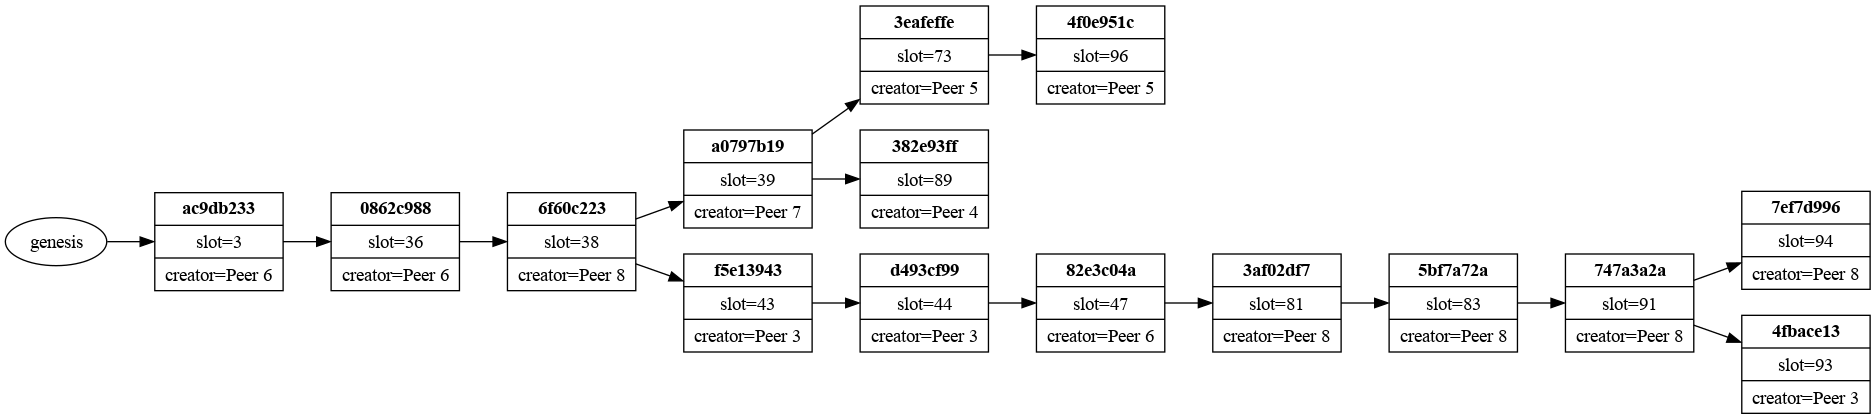 genesis
ac9db233
slot=3
creator=Peer 6
0862c988
slot=36
creator=Peer 6
6f60c223
slot=38
creator=Peer 8
a0797b19
slot=39
creator=Peer 7
3eafeffe
slot=73
creator=Peer 5
4f0e951c
slot=96
creator=Peer 5
382e93ff
slot=89
creator=Peer 4
f5e13943
slot=43
creator=Peer 3
d493cf99
slot=44
creator=Peer 3
82e3c04a
slot=47
creator=Peer 6
3af02df7
slot=81
creator=Peer 8
5bf7a72a
slot=83
creator=Peer 8
747a3a2a
slot=91
creator=Peer 8
7ef7d996
slot=94
creator=Peer 8
4fbace13
slot=93
creator=Peer 3